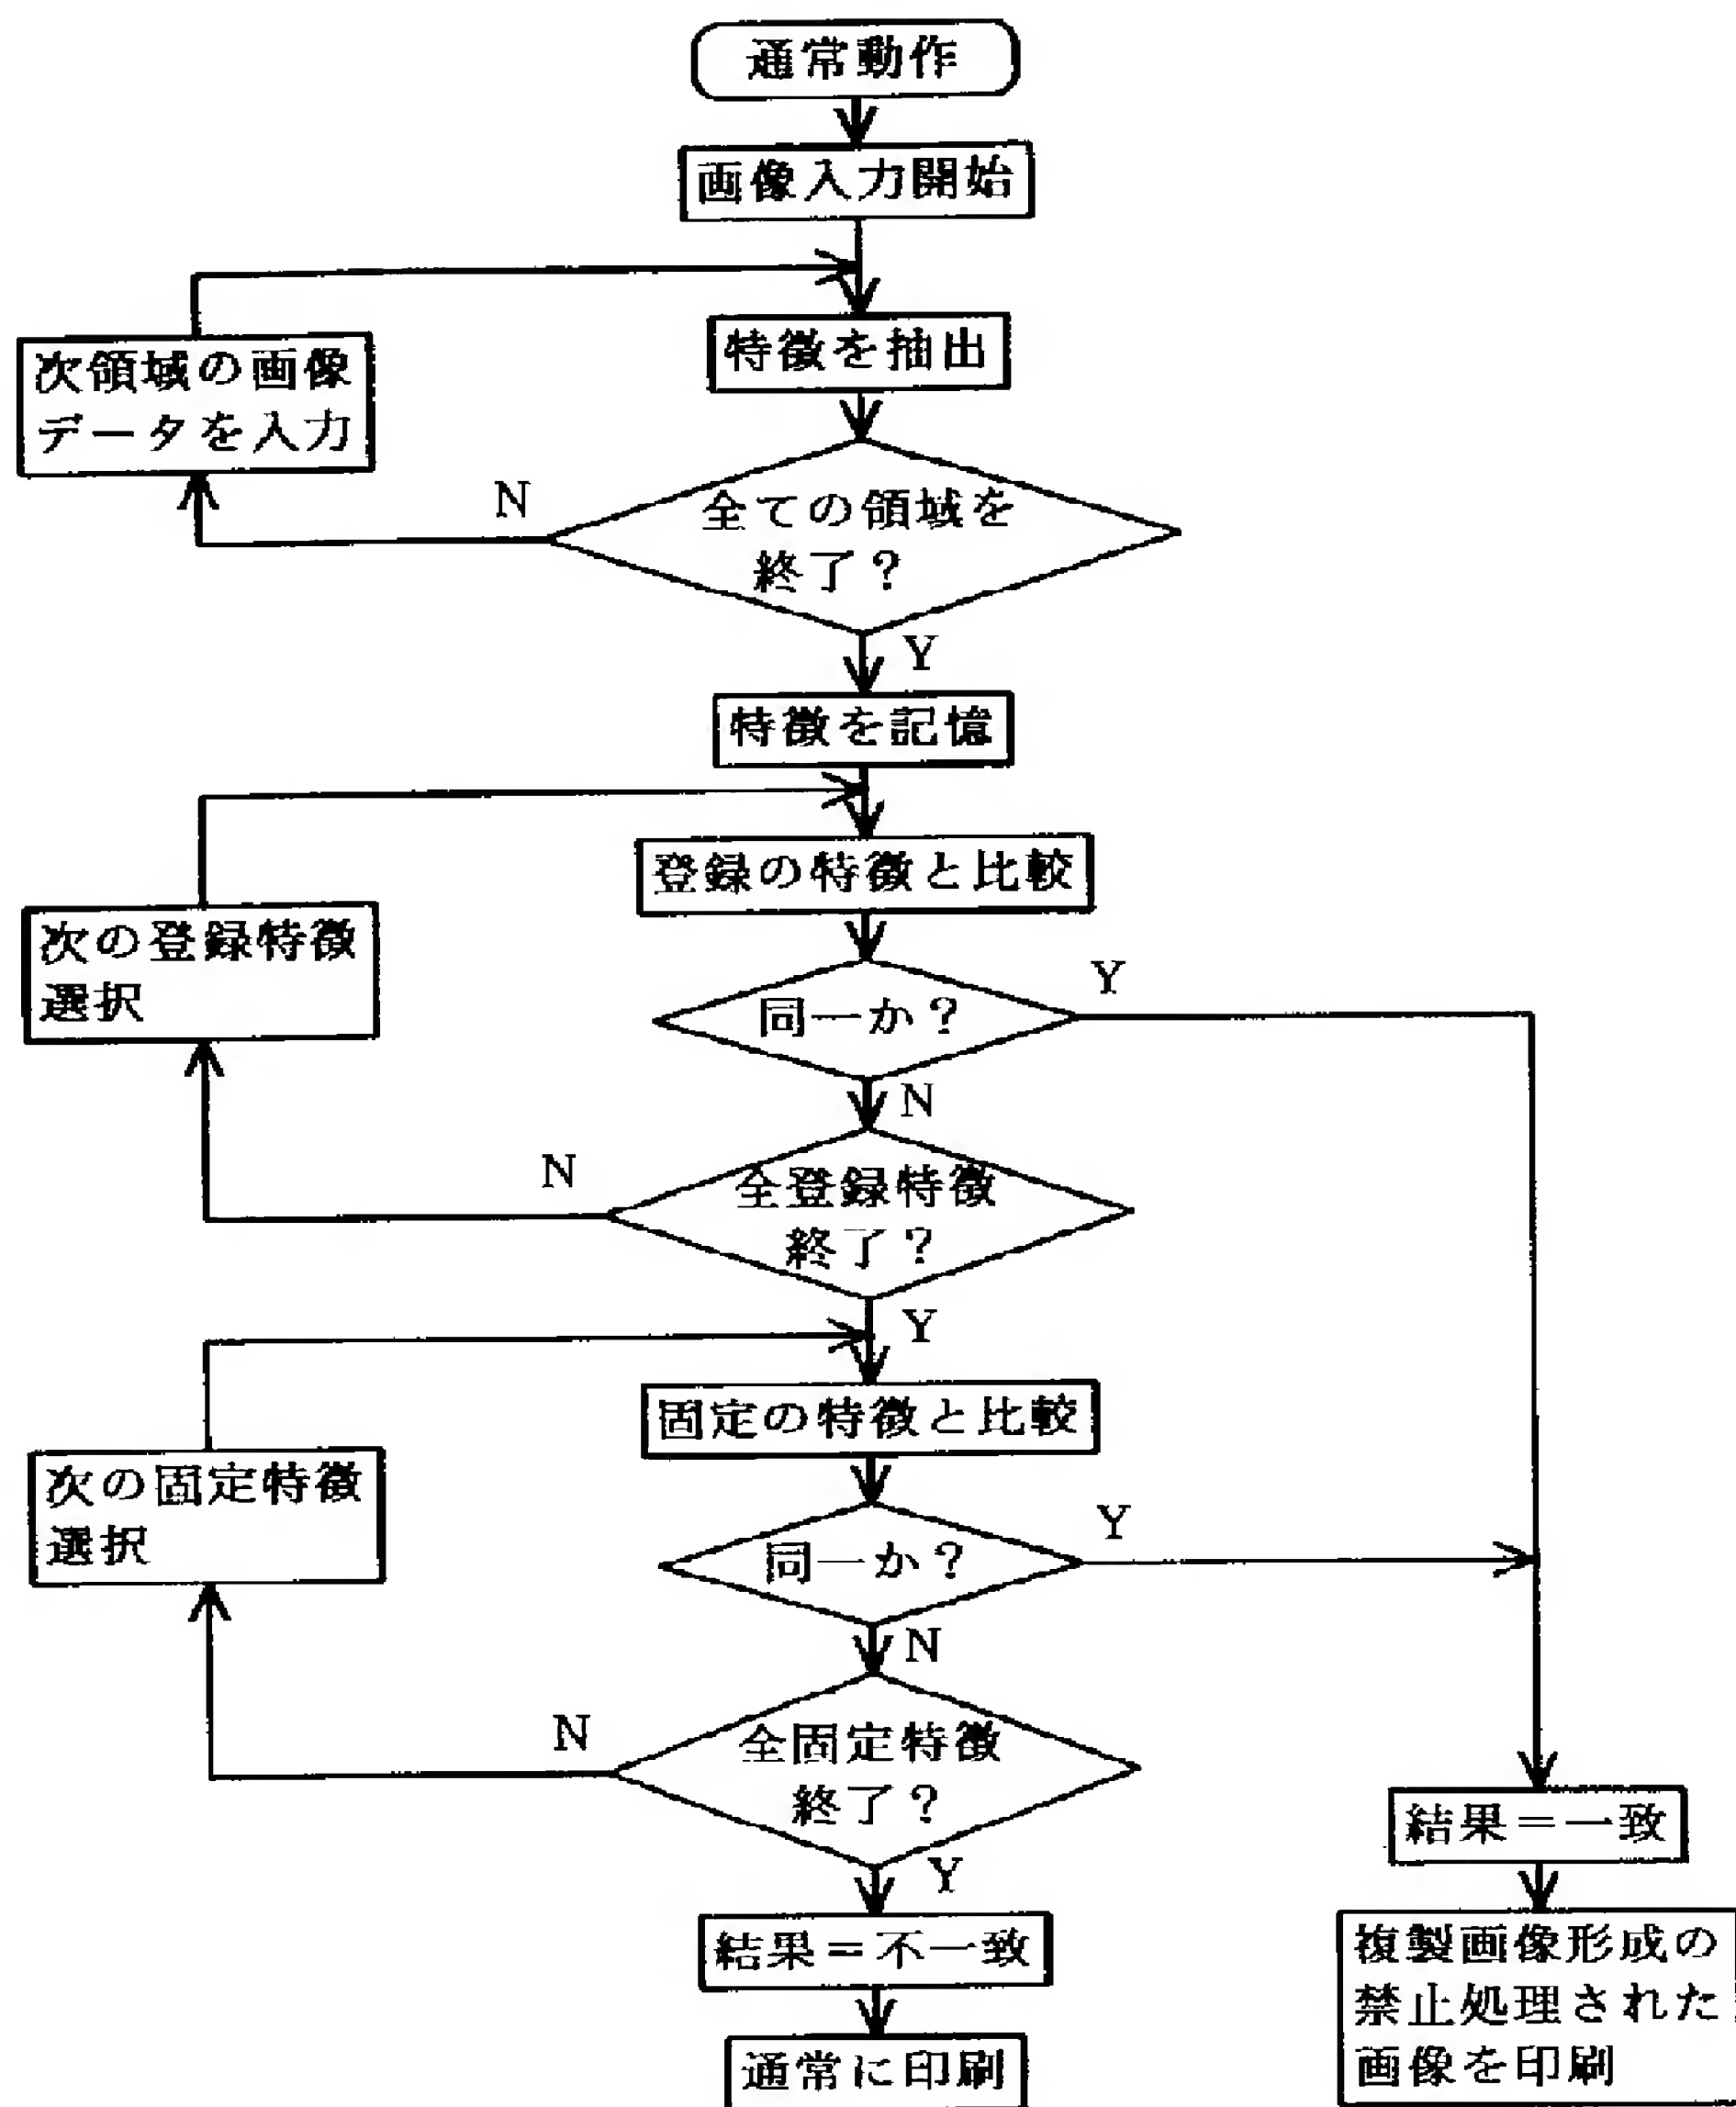 通常動作
画像入力開始
特徴を抽出
次領域の画像
データを入力
N
全ての領域を
終了?
Y
特徴を記憶
登録の特徴と比較
次の登録特徴
選択
同一か?
Y
N
N
全登録特徴
終了?
Y
固定の特徴と比較
次の固定特徴
選択
同一か?
Y
N
N
全固定特徴
終了?
Y
結果=一致
結果=不一致
複製画像形成の
禁止処理された
画像を印刷
通常に印刷